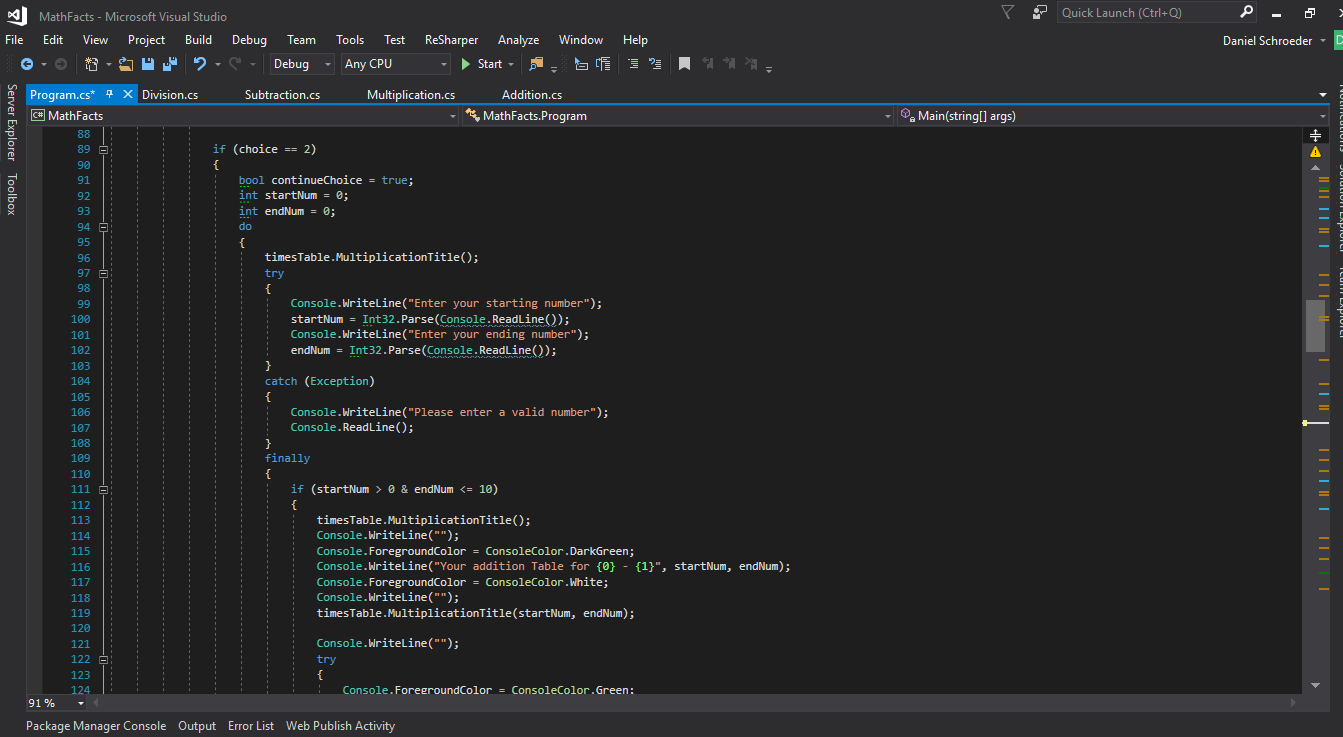 MathFacts - Microsoft Visual Studio
Quick Launch (Ctrl+Q)
File Edit View Project Build Debug Team Tools Test ReSharper Analyze Window Help
Daniel Schroeder
Debug Any CPU Start
Server Explorer
Toolbox
Program.cs* Division.cs Subtraction.cs Multiplication.cs Addition.cs
C# MathFacts MathFacts.Program Main(string[] args)
88
89 if (choice == 2)
90 {
91 bool continueChoice = true;
92 int startNum = 0;
93 int endNum = 0;
94 do
95 {
96 timesTable.MultiplicationTitle();
97 try
98 {
99 Console.WriteLine("Enter your starting number");
100 startNum = Int32.Parse(Console.ReadLine());
101 Console.WriteLine("Enter your ending number");
102 endNum = Int32.Parse(Console.ReadLine());
103 }
104 catch (Exception)
105 {
106 Console.WriteLine("Please enter a valid number");
107 Console.ReadLine();
108 }
109 finally
110 {
111 if (startNum > 0 & endNum <= 10)
112 {
113 timesTable.MultiplicationTitle();
114 Console.WriteLine("");
115 Console.ForegroundColor = ConsoleColor.DarkGreen;
116 Console.WriteLine("Your addition Table for {0} - {1}", startNum, endNum);
117 Console.ForegroundColor = ConsoleColor.White;
118 Console.WriteLine("");
119 timesTable.MultiplicationTitle(startNum, endNum);
120
121 Console.WriteLine("");
122 try
123 {
124 Console.ForegroundColor = ConsoleColor.Green;
91 %
Package Manager Console Output Error List Web Publish Activity